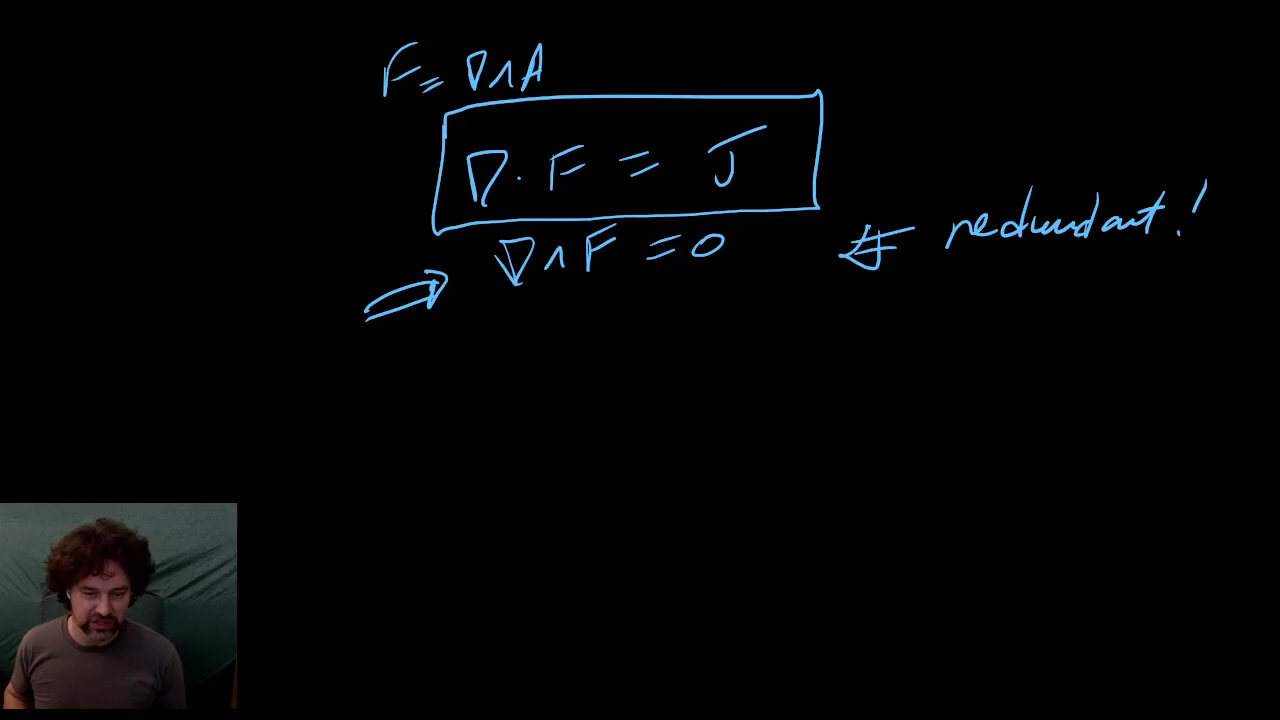 F = ∇∧A
∇·F = J
∇∧F = 0
⇐ redundant!
⇒